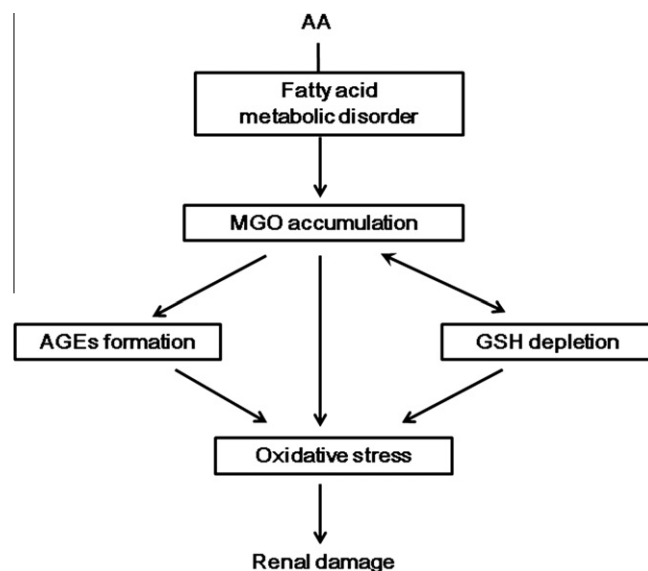 AA
Fatty acid
metabolic disorder
MGO accumulation
AGEs formation
GSH depletion
Oxidative stress
Renal damage